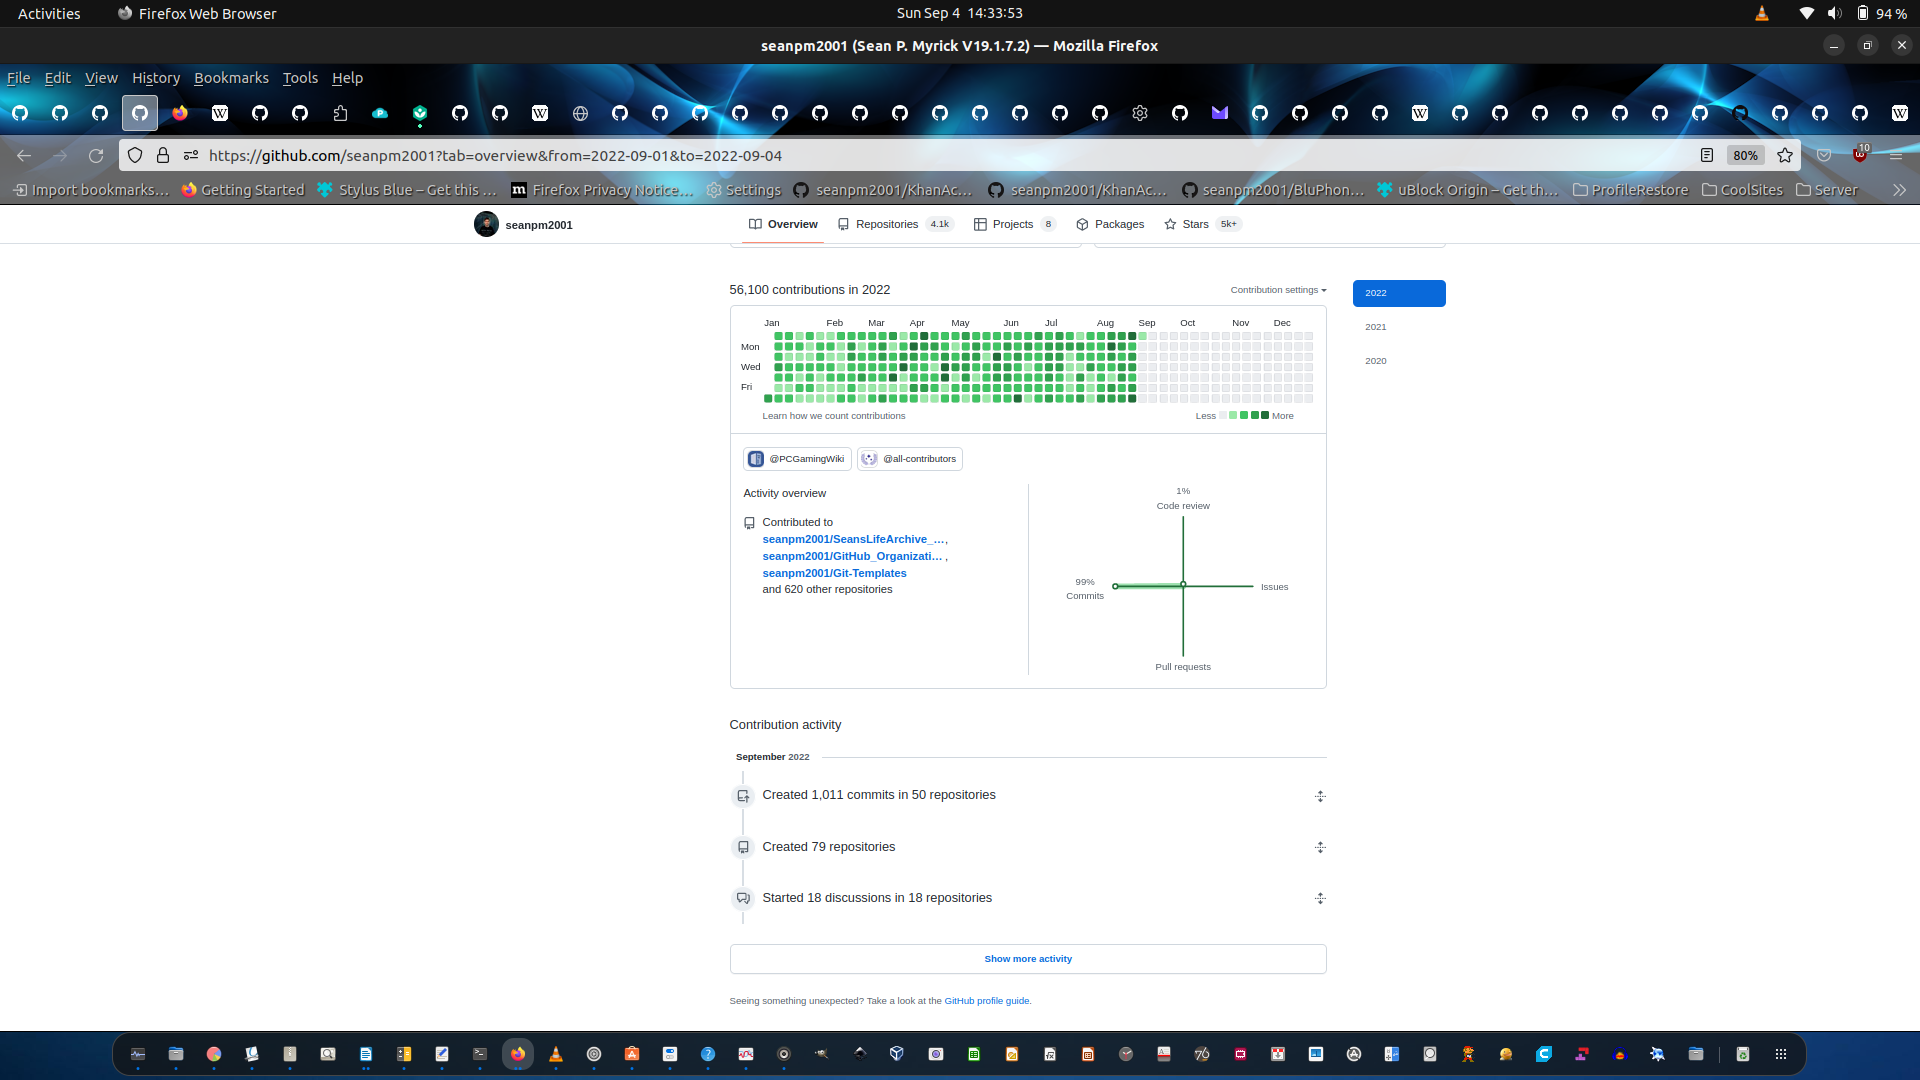 Activities
Firefox Web Browser
Sun Sep 4 14:33:53
94 %
seanpm2001 (Sean P. Myrick V19.1.7.2) — Mozilla Firefox
File Edit View History Bookmarks Tools Help
https://github.com/seanpm2001?tab=overview&from=2022-09-01&to=2022-09-04
80%
10
Import bookmarks… Getting Started Stylus Blue – Get this … Firefox Privacy Notice… Settings seanpm2001/KhanAc… seanpm2001/KhanAc… seanpm2001/BluPhon… uBlock Origin – Get th… ProfileRestore CoolSites Server
seanpm2001
Overview Repositories 4.1k Projects 8 Packages Stars 5k+
56,100 contributions in 2022
Contribution settings
2022
2021
2020
Jan Feb Mar Apr May Jun Jul Aug Sep Oct Nov Dec
Mon
Wed
Fri
Learn how we count contributions
Less More
@PCGamingWiki @all-contributors
Activity overview
Contributed to
seanpm2001/SeansLifeArchive_…,
seanpm2001/GitHub_Organizati… ,
seanpm2001/Git-Templates
and 620 other repositories
1%
Code review
99%
Commits
Issues
Pull requests
Contribution activity
September 2022
Created 1,011 commits in 50 repositories
Created 79 repositories
Started 18 discussions in 18 repositories
Show more activity
Seeing something unexpected? Take a look at the GitHub profile guide.